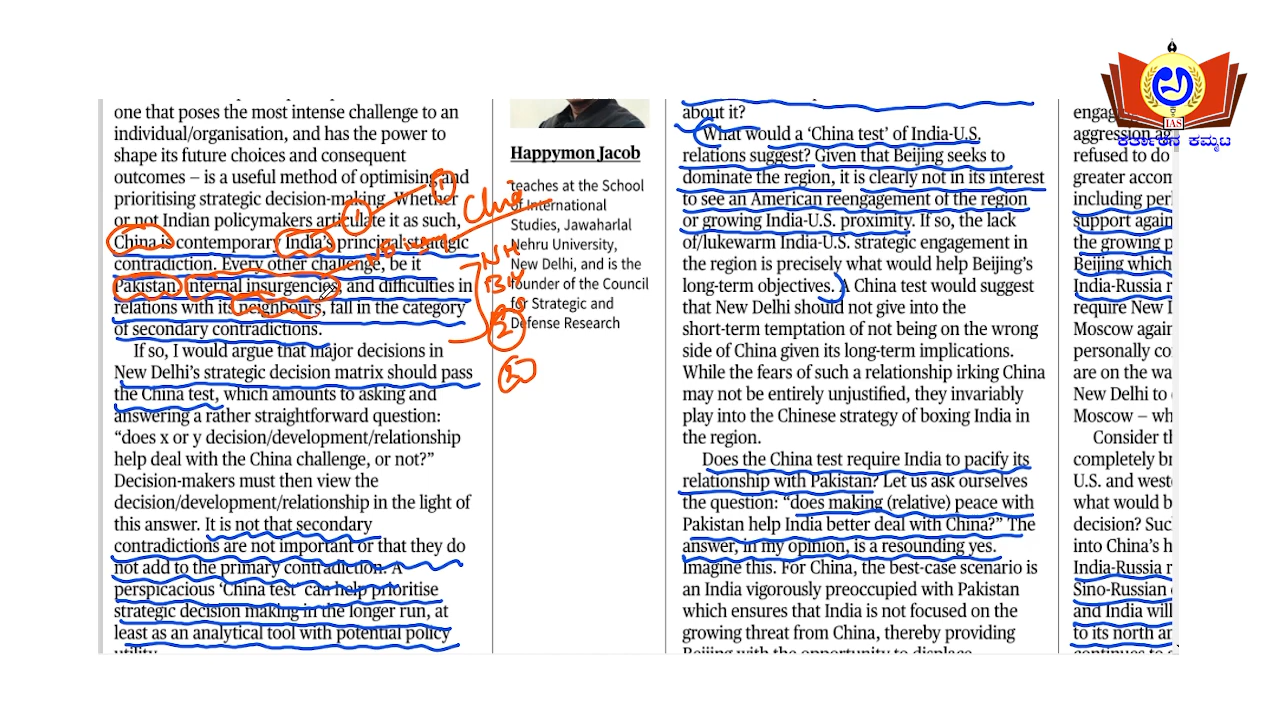 one that poses the most intense challenge to an
individual/organisation, and has the power to
shape its future choices and consequent
outcomes – is a useful method of optimising and
prioritising strategic decision-making. Whether
or not Indian policymakers articulate it as such,
China is contemporary India's principal strategic
contradiction. Every other challenge, be it
Pakistan, internal insurgencies, and difficulties in
relations with its neighbours, fall in the category
of secondary contradictions.
If so, I would argue that major decisions in
New Delhi's strategic decision matrix should pass
the China test, which amounts to asking and
answering a rather straightforward question:
"does x or y decision/development/relationship
help deal with the China challenge, or not?"
Decision-makers must then view the
decision/development/relationship in the light of
this answer. It is not that secondary
contradictions are not important or that they do
not add to the primary contradiction. A
perspicacious 'China test' can help prioritise
strategic decision making in the longer run, at
least as an analytical tool with potential policy
utility.
1
1
China
NH
2
Happymon Jacob
teaches at the School
of International
Studies, Jawaharlal
Nehru University,
New Delhi, and is the
founder of the Council
for Strategic and
Defense Research
about it?
What would a 'China test' of India-U.S.
relations suggest? Given that Beijing seeks to
dominate the region, it is clearly not in its interest
to see an American reengagement of the region
or growing India-U.S. proximity. If so, the lack
of/lukewarm India-U.S. strategic engagement in
the region is precisely what would help Beijing's
long-term objectives. A China test would suggest
that New Delhi should not give into the
short-term temptation of not being on the wrong
side of China given its long-term implications.
While the fears of such a relationship irking China
may not be entirely unjustified, they invariably
play into the Chinese strategy of boxing India in
the region.
Does the China test require India to pacify its
relationship with Pakistan? Let us ask ourselves
the question: "does making (relative) peace with
Pakistan help India better deal with China?" The
answer, in my opinion, is a resounding yes.
Imagine this. For China, the best-case scenario is
an India vigorously preoccupied with Pakistan
which ensures that India is not focused on the
growing threat from China, thereby providing
Beijing with the opportunity to displace
engag
aggression ag
refused to do
greater accom
including per
support again
the growing p
Beijing which
India-Russia r
require New I
Moscow again
personally co
are on the wa
New Delhi to
Moscow – wh
Consider th
completely br
U.S. and west
what would b
decision? Suc
into China's h
India-Russia r
Sino-Russian
and India will
to its north an
continues to
IAS
ಕರ್ತಾರನ ಕಮ್ಮಟ